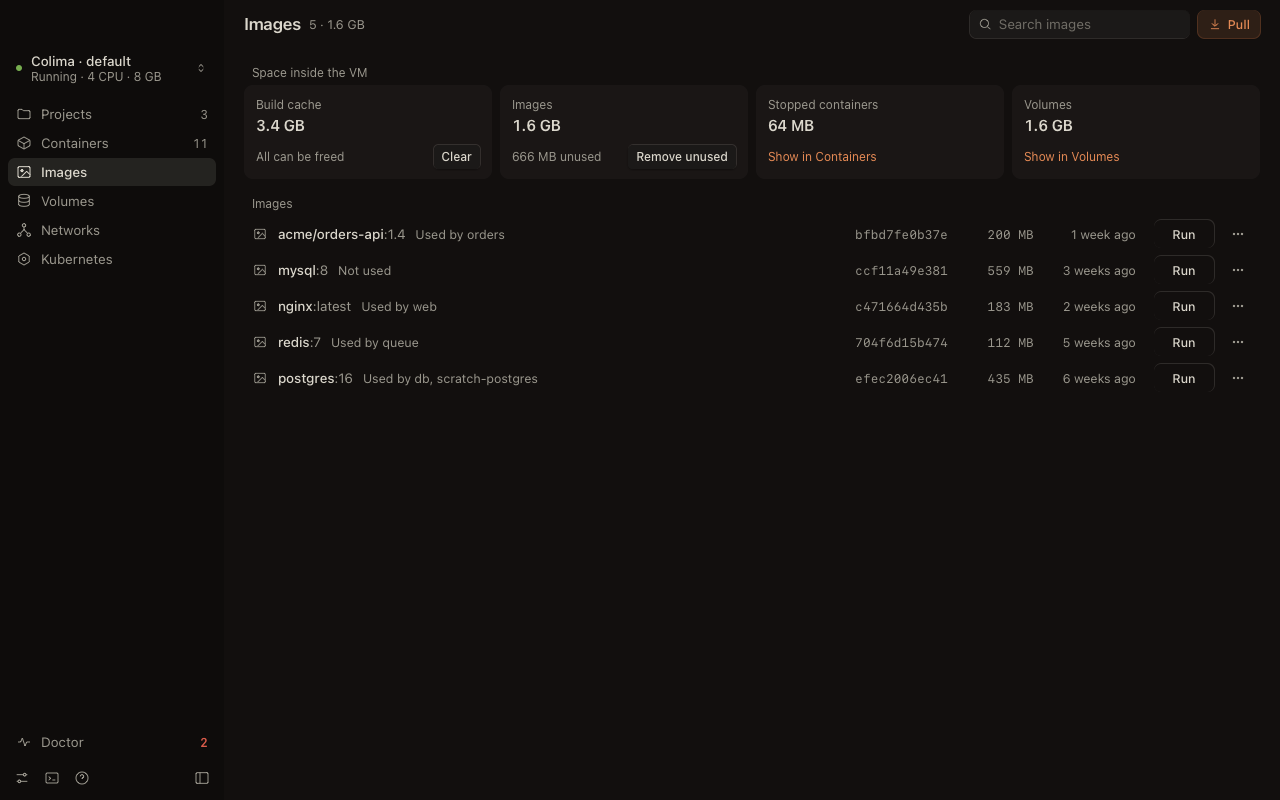 Images 5 · 1.6 GB
Search images
Pull
Colima · default
Running · 4 CPU · 8 GB
Projects 3
Containers 11
Images
Volumes
Networks
Kubernetes
Doctor 2
Space inside the VM
Build cache
3.4 GB
All can be freed
Clear
Images
1.6 GB
666 MB unused
Remove unused
Stopped containers
64 MB
Show in Containers
Volumes
1.6 GB
Show in Volumes
Images
acme/orders-api:1.4 Used by orders bfbd7fe0b37e 200 MB 1 week ago Run
mysql:8 Not used ccf11a49e381 559 MB 3 weeks ago Run
nginx:latest Used by web c471664d435b 183 MB 2 weeks ago Run
redis:7 Used by queue 704f6d15b474 112 MB 5 weeks ago Run
postgres:16 Used by db, scratch-postgres efec2006ec41 435 MB 6 weeks ago Run